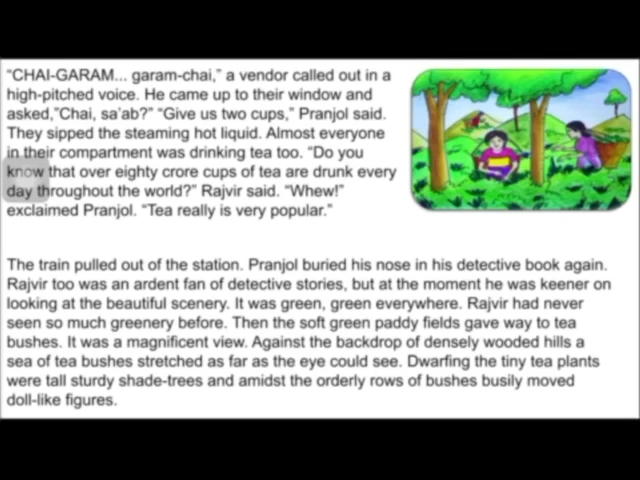 “CHAI-GARAM... garam-chai,” a vendor called out in a
high-pitched voice. He came up to their window and
asked,”Chai, sa’ab?” “Give us two cups,” Pranjol said.
They sipped the steaming hot liquid. Almost everyone
in their compartment was drinking tea too. “Do you
know that over eighty crore cups of tea are drunk every
day throughout the world?” Rajvir said. “Whew!”
exclaimed Pranjol. “Tea really is very popular.”
The train pulled out of the station. Pranjol buried his nose in his detective book again.
Rajvir too was an ardent fan of detective stories, but at the moment he was keener on
looking at the beautiful scenery. It was green, green everywhere. Rajvir had never
seen so much greenery before. Then the soft green paddy fields gave way to tea
bushes. It was a magnificent view. Against the backdrop of densely wooded hills a
sea of tea bushes stretched as far as the eye could see. Dwarfing the tiny tea plants
were tall sturdy shade-trees and amidst the orderly rows of bushes busily moved
doll-like figures.